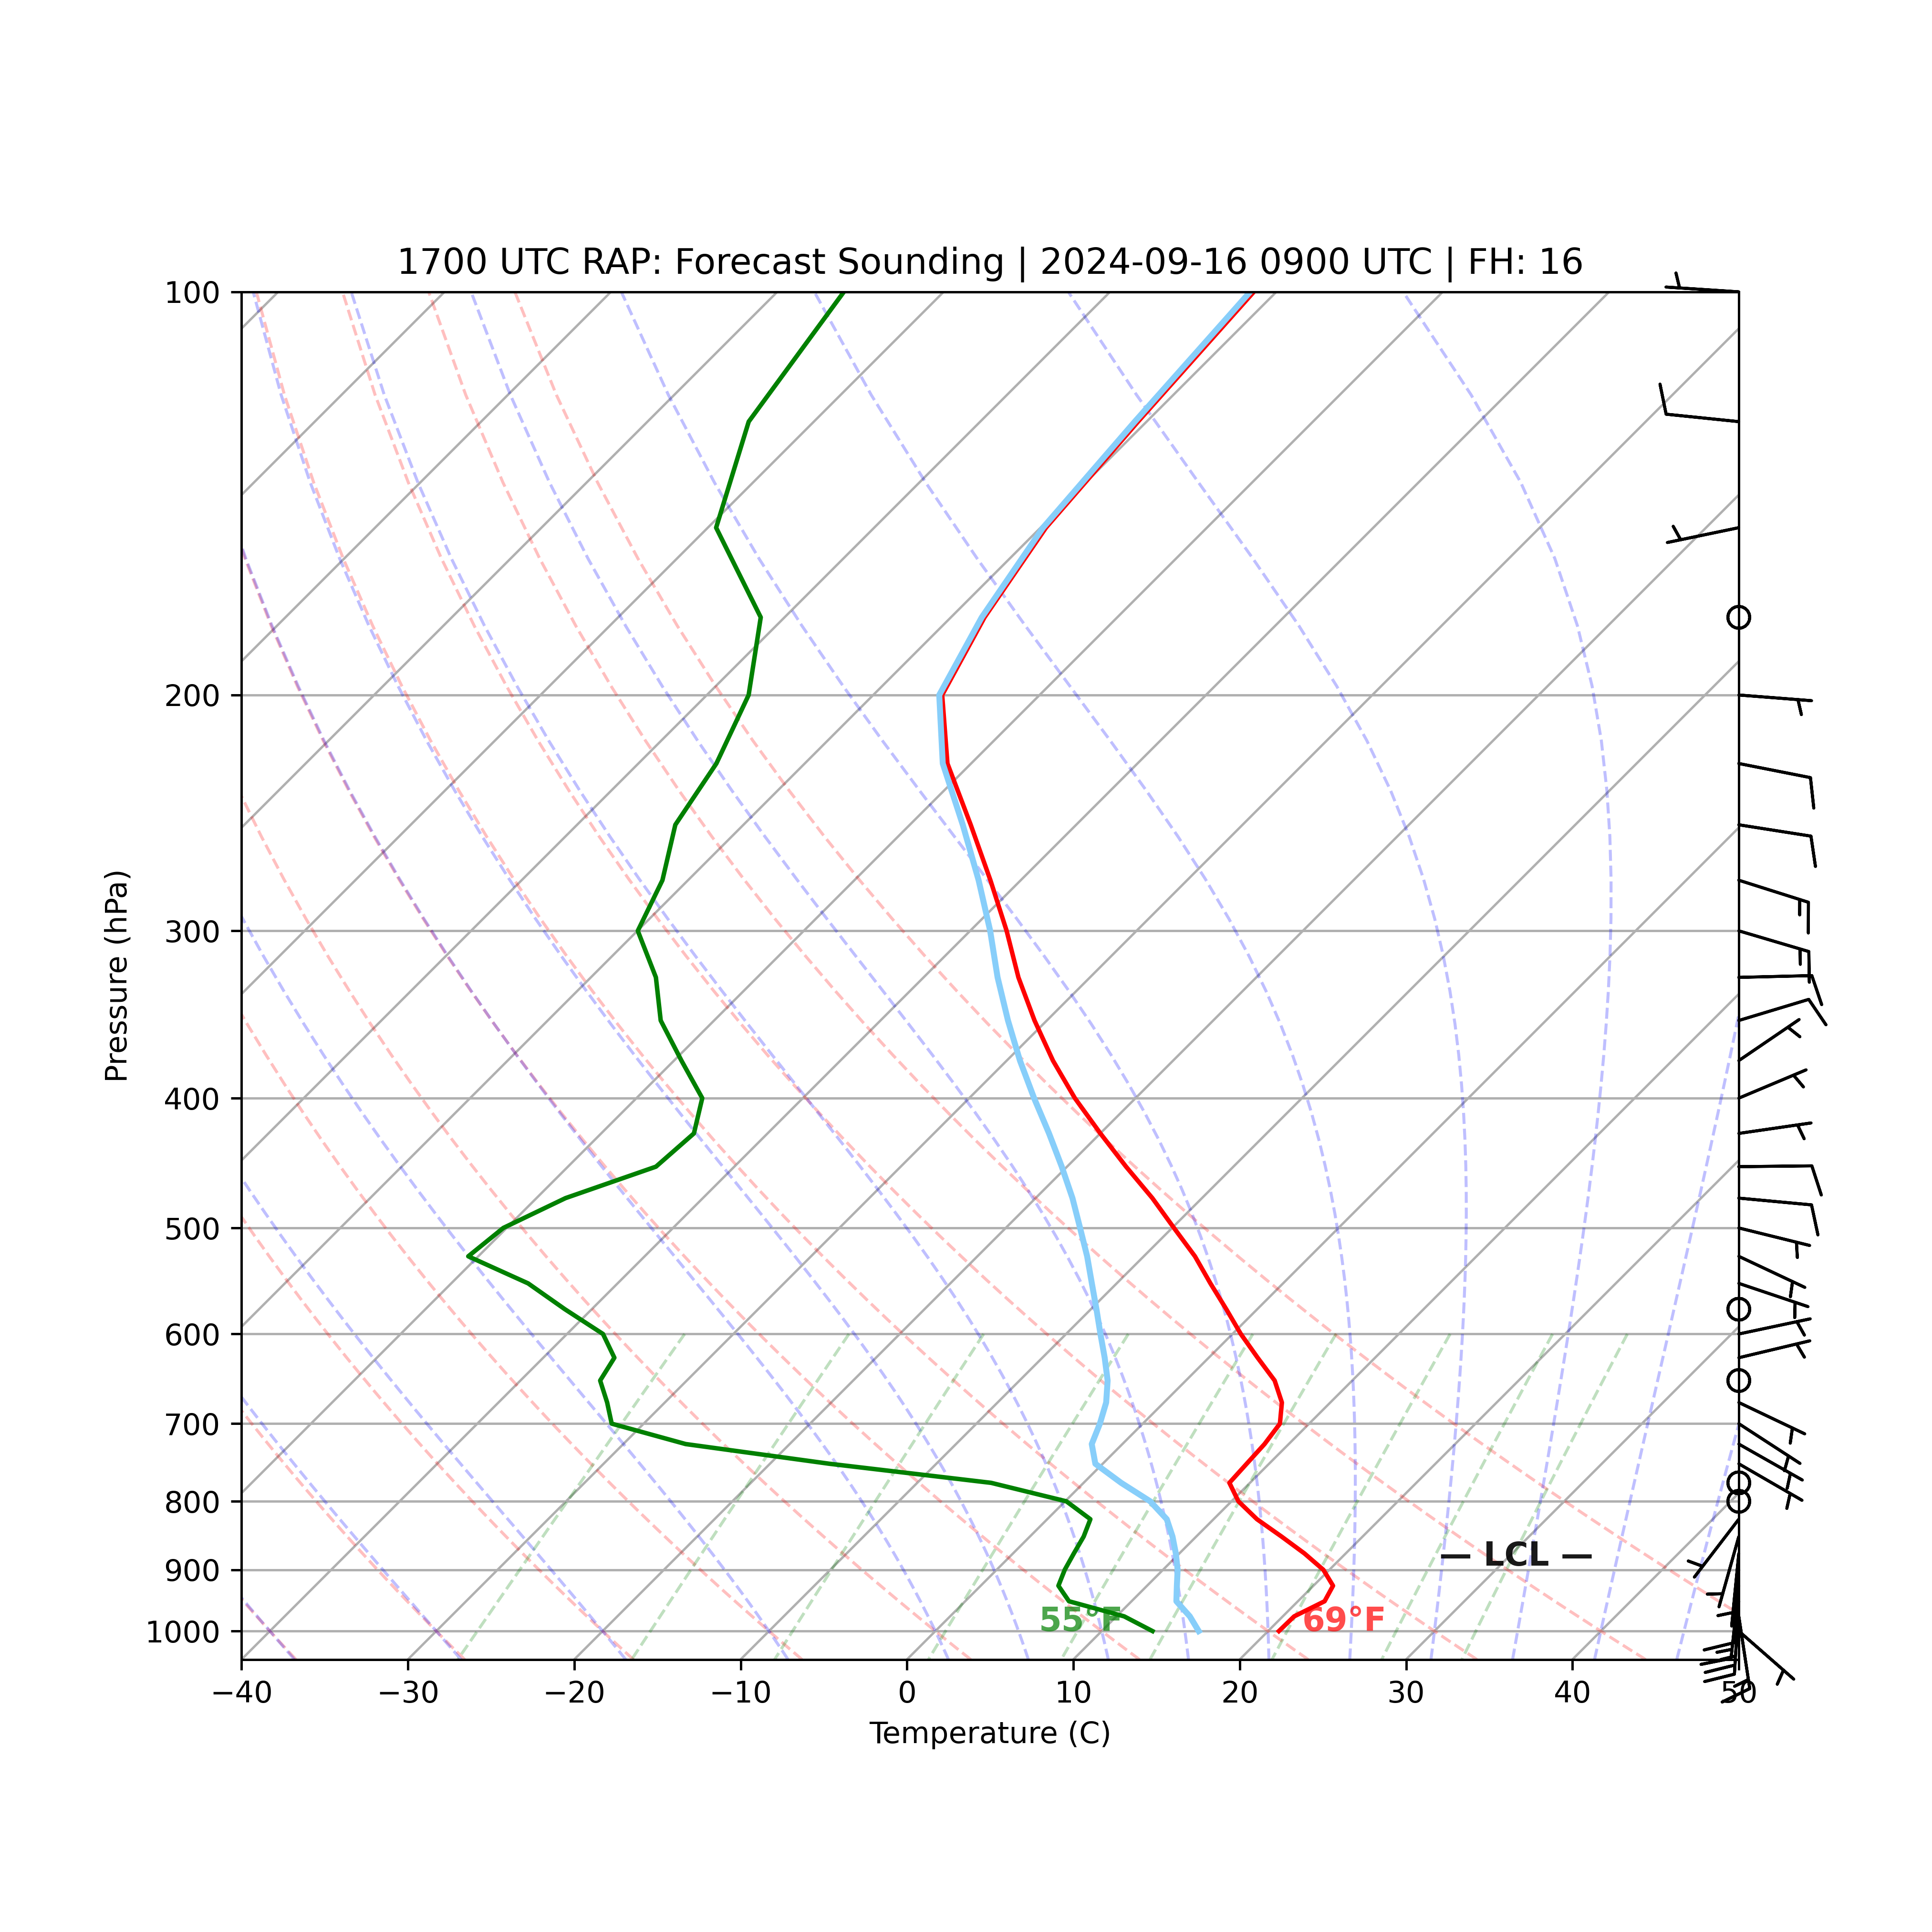 1700 UTC RAP: Forecast Sounding | 2024-09-16 0900 UTC | FH: 16
100
200
300
400
500
600
700
800
900
1000
Pressure (hPa)
— LCL —
55°F
69°F
−40 −30 −20 −10 0 10 20 30 40 50
Temperature (C)